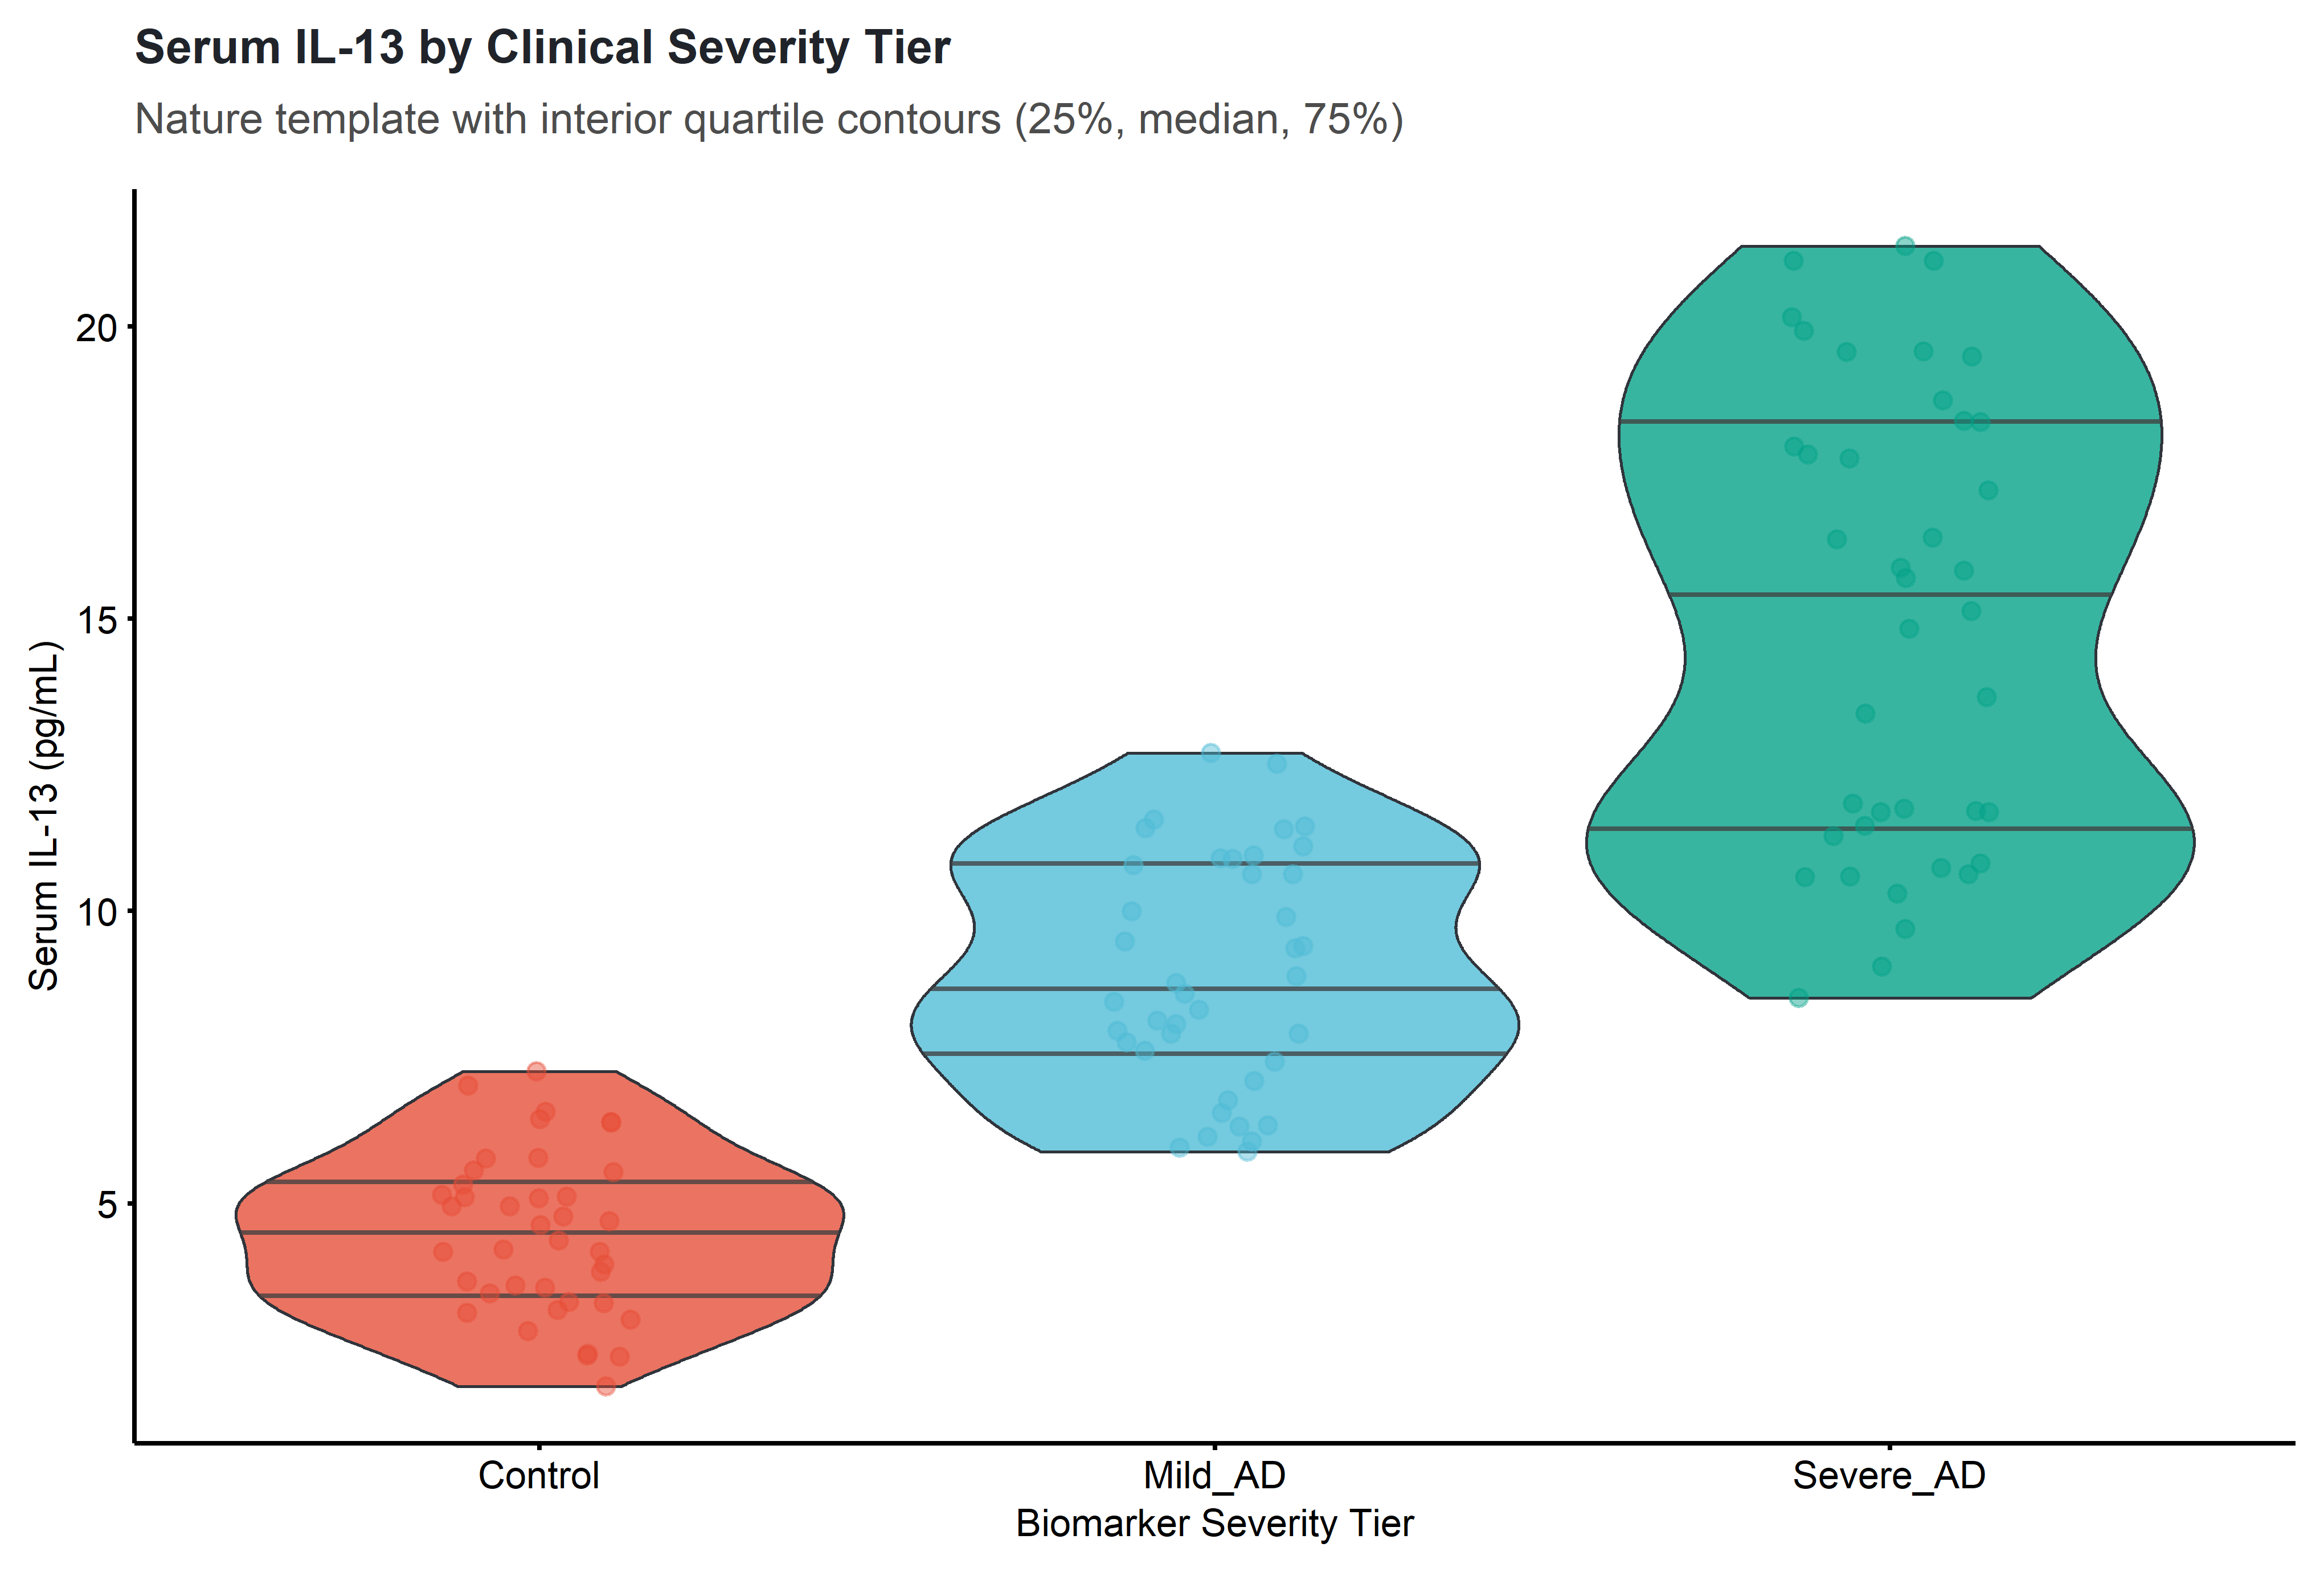 Serum IL-13 by Clinical Severity Tier
Nature template with interior quartile contours (25%, median, 75%)
Serum IL-13 (pg/mL)
20
15
10
5
Control
Mild_AD
Severe_AD
Biomarker Severity Tier